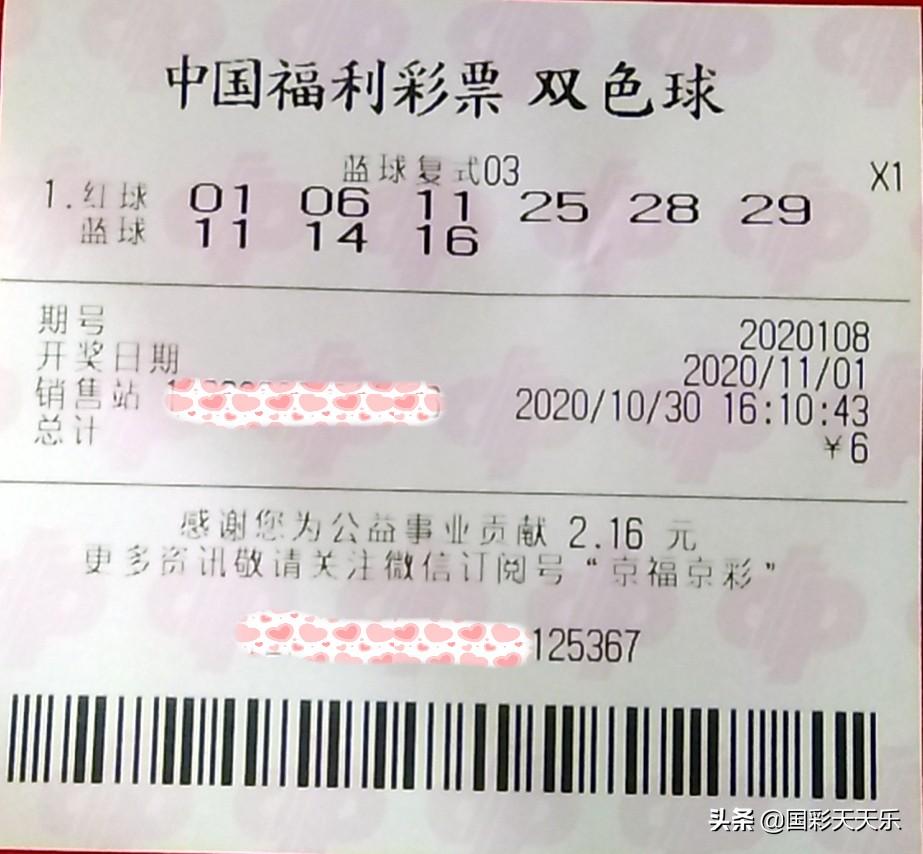 中国福利彩票 双色球
蓝球复式03
X1
1.红球 01 06 11 25 28 29
蓝球 11 14 16
期号 2020108
开奖日期 2020/11/01
销售站 2020/10/30 16:10:43
总计 ¥6
感谢您为公益事业贡献 2.16 元
更多资讯敬请关注微信订阅号“京福京彩”
125367
头条 @国彩天天乐